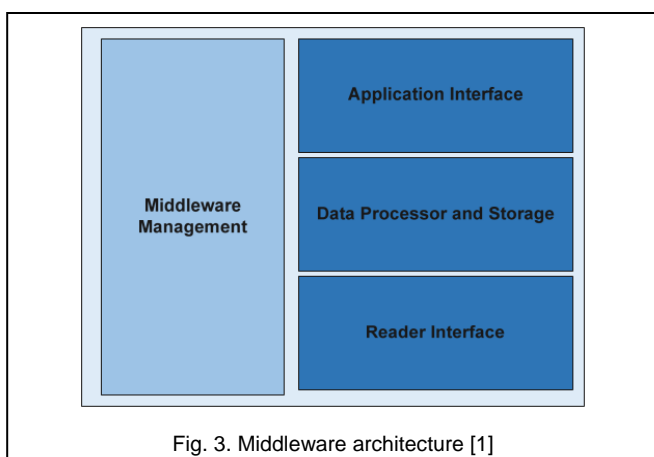 Middleware
Management
Application Interface
Data Processor and Storage
Reader Interface
Fig. 3. Middleware architecture [1]